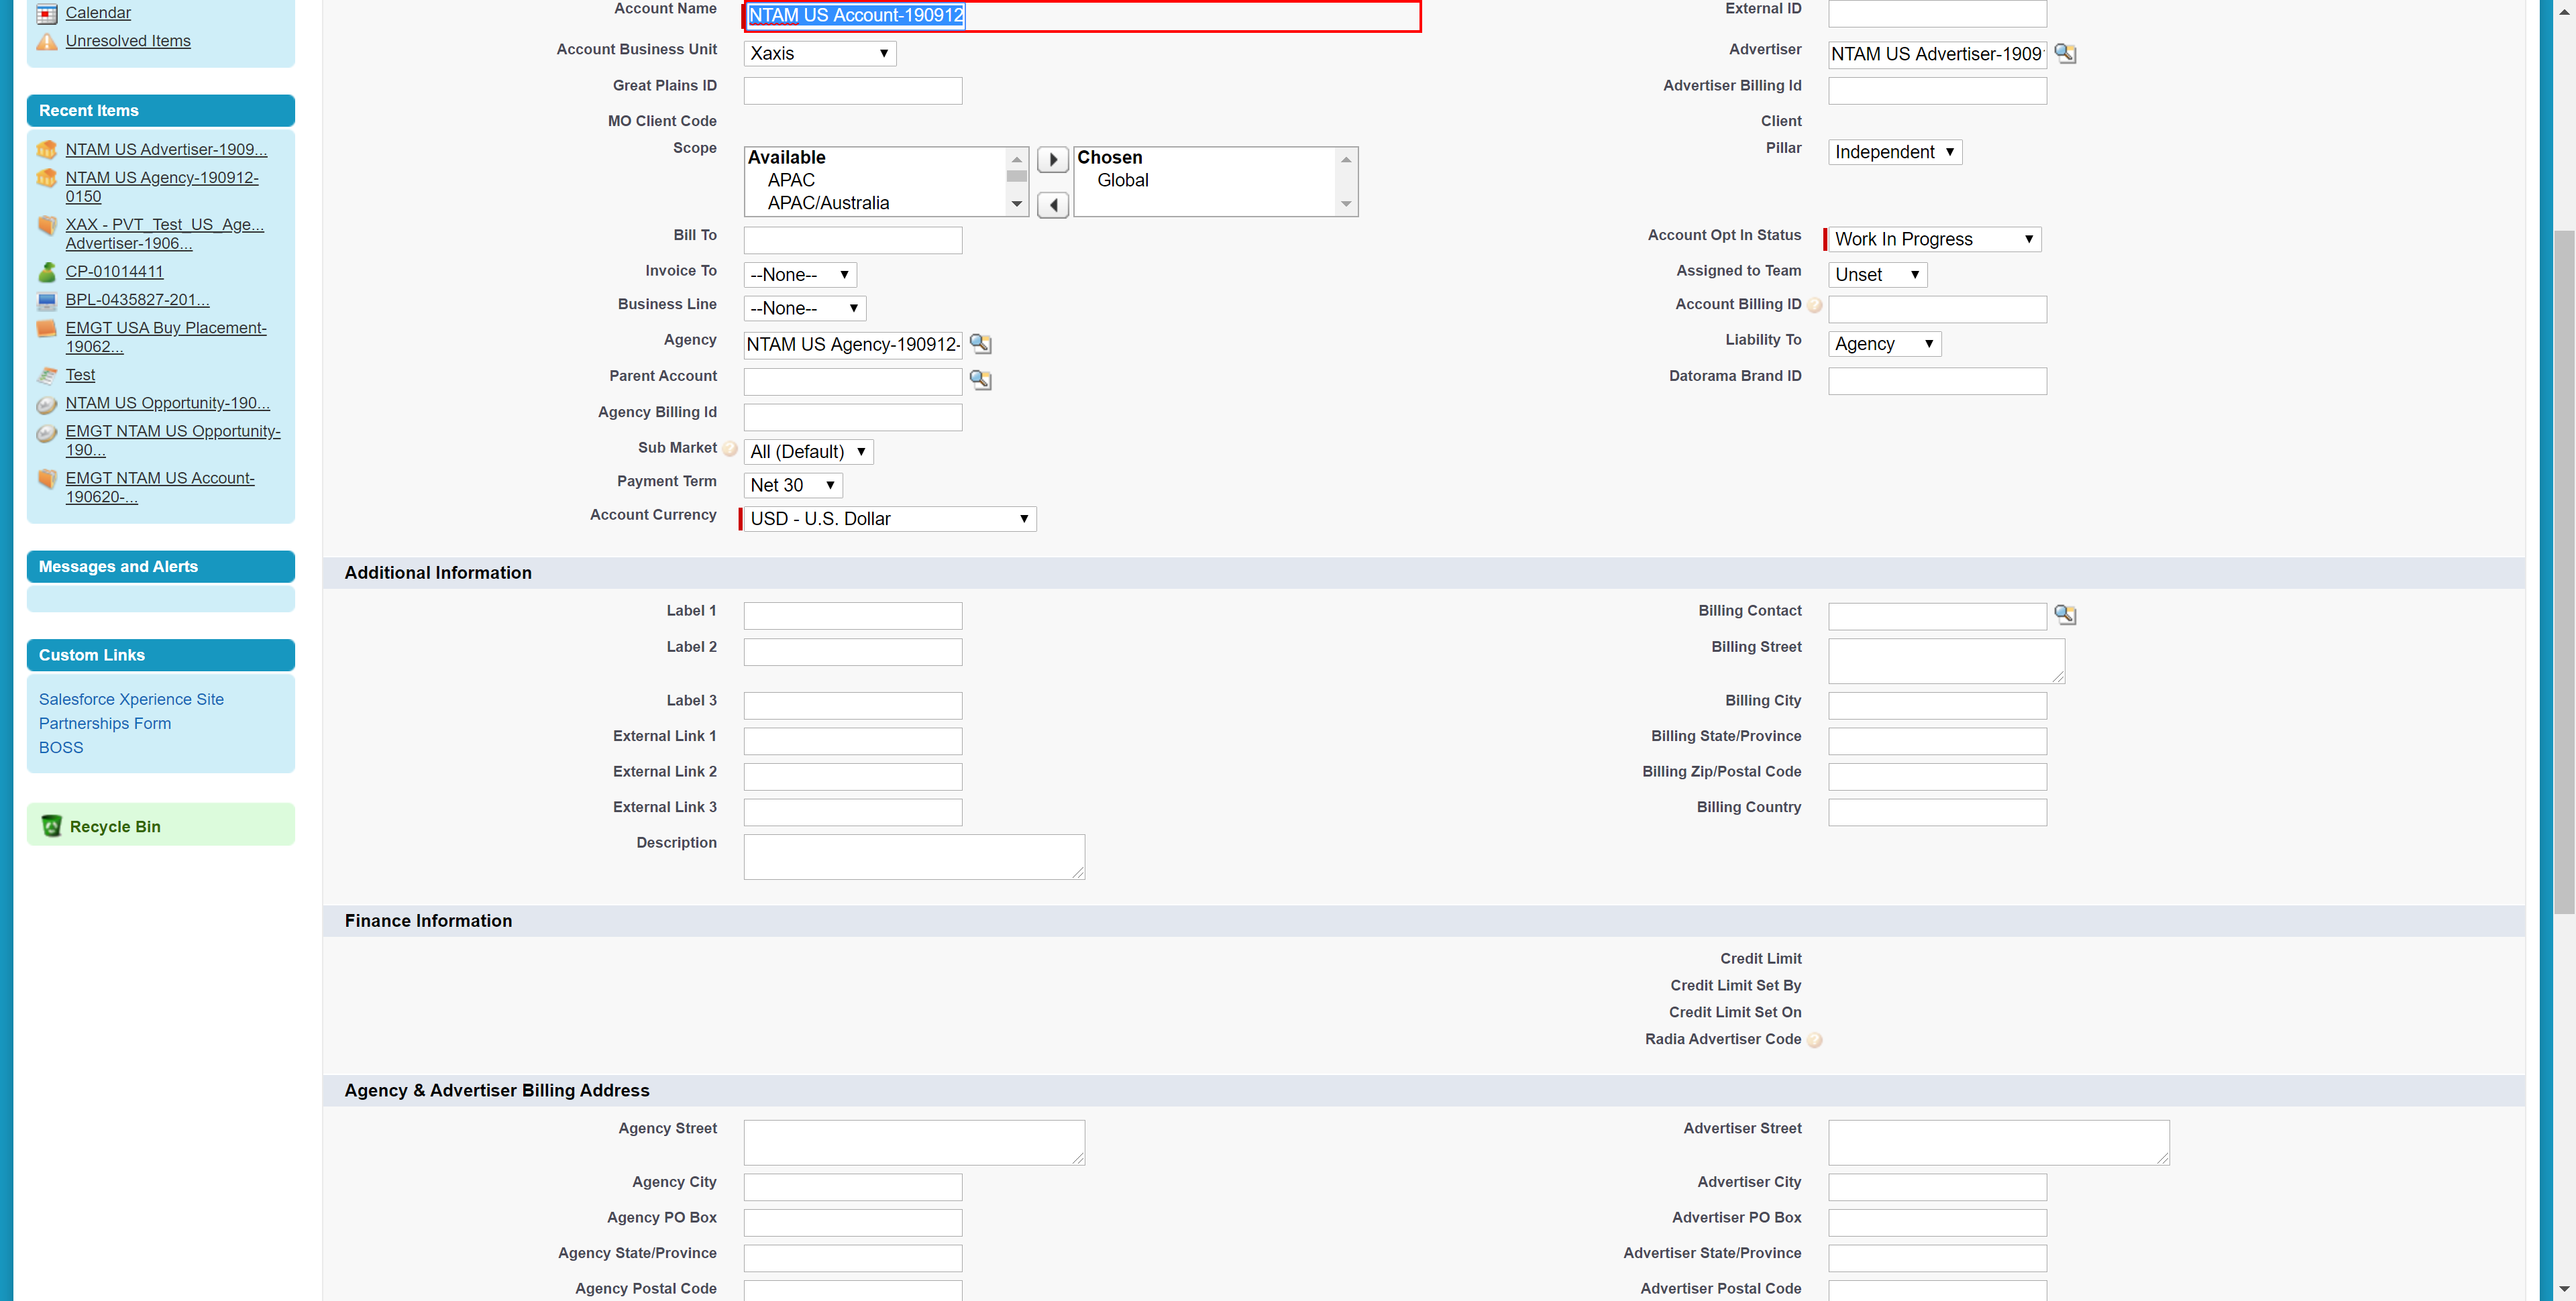 Calendar
Unresolved Items
Recent Items
NTAM US Advertiser-1909...
NTAM US Agency-190912-
0150
XAX - PVT_Test_US_Age...
Advertiser-1906...
CP-01014411
BPL-0435827-201...
EMGT USA Buy Placement-
19062...
Test
NTAM US Opportunity-190...
EMGT NTAM US Opportunity-
190...
EMGT NTAM US Account-
190620-...
Messages and Alerts
Custom Links
Salesforce Xperience Site
Partnerships Form
BOSS
Recycle Bin
Account Name NTAM US Account-190912 External ID
Account Business Unit Xaxis Advertiser NTAM US Advertiser-1909
Great Plains ID Advertiser Billing Id
MO Client Code Client
Scope Available Chosen Pillar Independent
APAC Global
APAC/Australia
Bill To Account Opt In Status Work In Progress
Invoice To --None-- Assigned to Team Unset
Business Line --None-- Account Billing ID
Agency NTAM US Agency-190912- Liability To Agency
Parent Account Datorama Brand ID
Agency Billing Id
Sub Market All (Default)
Payment Term Net 30
Account Currency USD - U.S. Dollar
Additional Information
Label 1 Billing Contact
Label 2 Billing Street
Label 3 Billing City
External Link 1 Billing State/Province
External Link 2 Billing Zip/Postal Code
External Link 3 Billing Country
Description
Finance Information
Credit Limit
Credit Limit Set By
Credit Limit Set On
Radia Advertiser Code
Agency & Advertiser Billing Address
Agency Street Advertiser Street
Agency City Advertiser City
Agency PO Box Advertiser PO Box
Agency State/Province Advertiser State/Province
Agency Postal Code Advertiser Postal Code